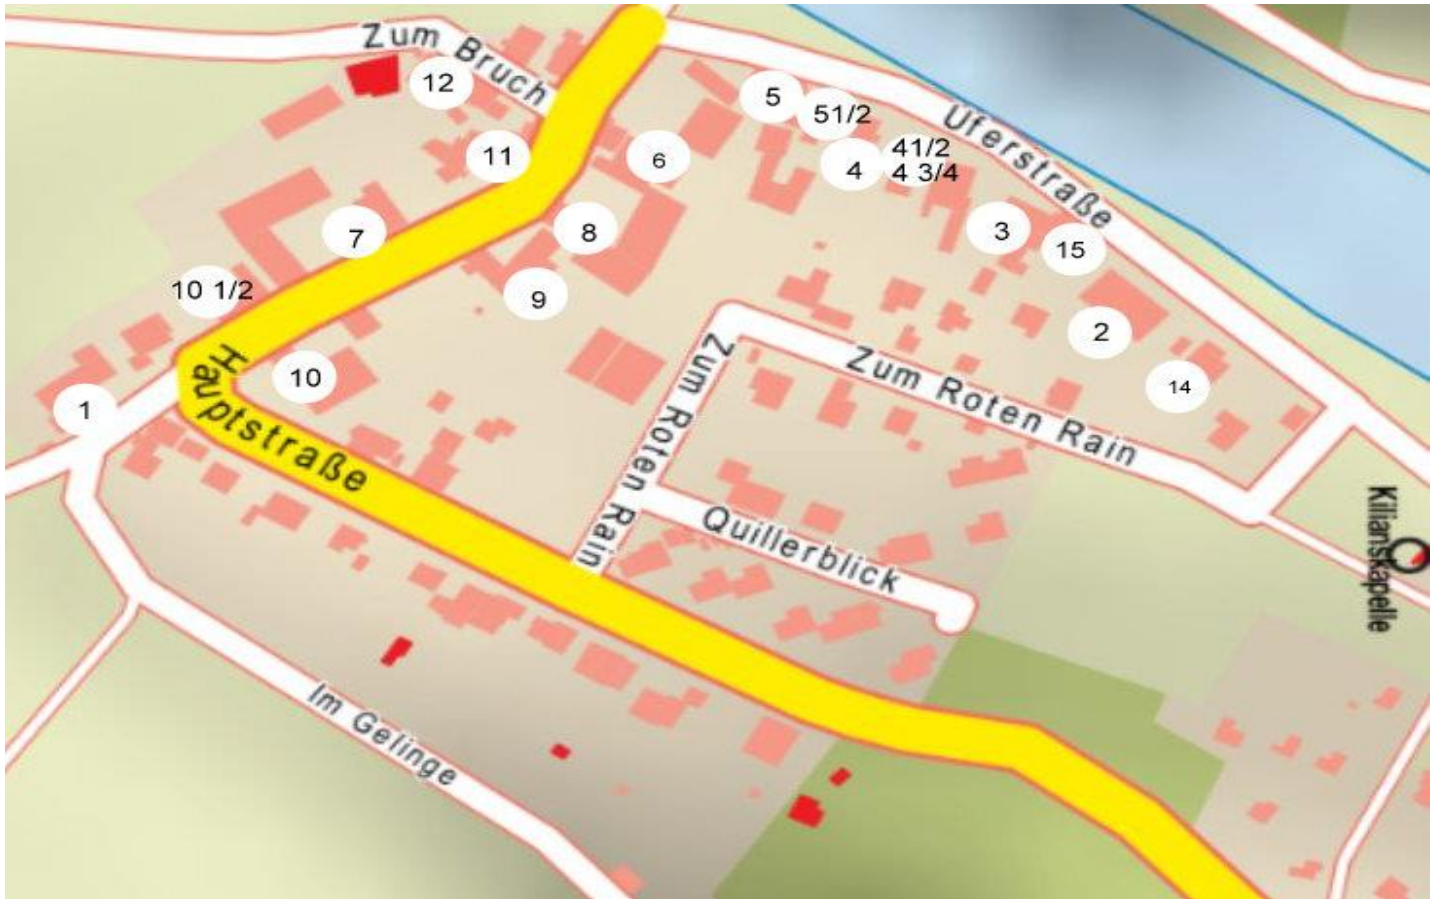 Zum Bruch
12
5
51/2
Uferstraße
11
6
4
41/2
4 3/4
7
8
3
15
10 1/2
9
2
10
14
1
Hauptstraße
Zum Roten Rain
Zum Roten Rain
Quillerblick
Kilianskapelle
Im Gelinge